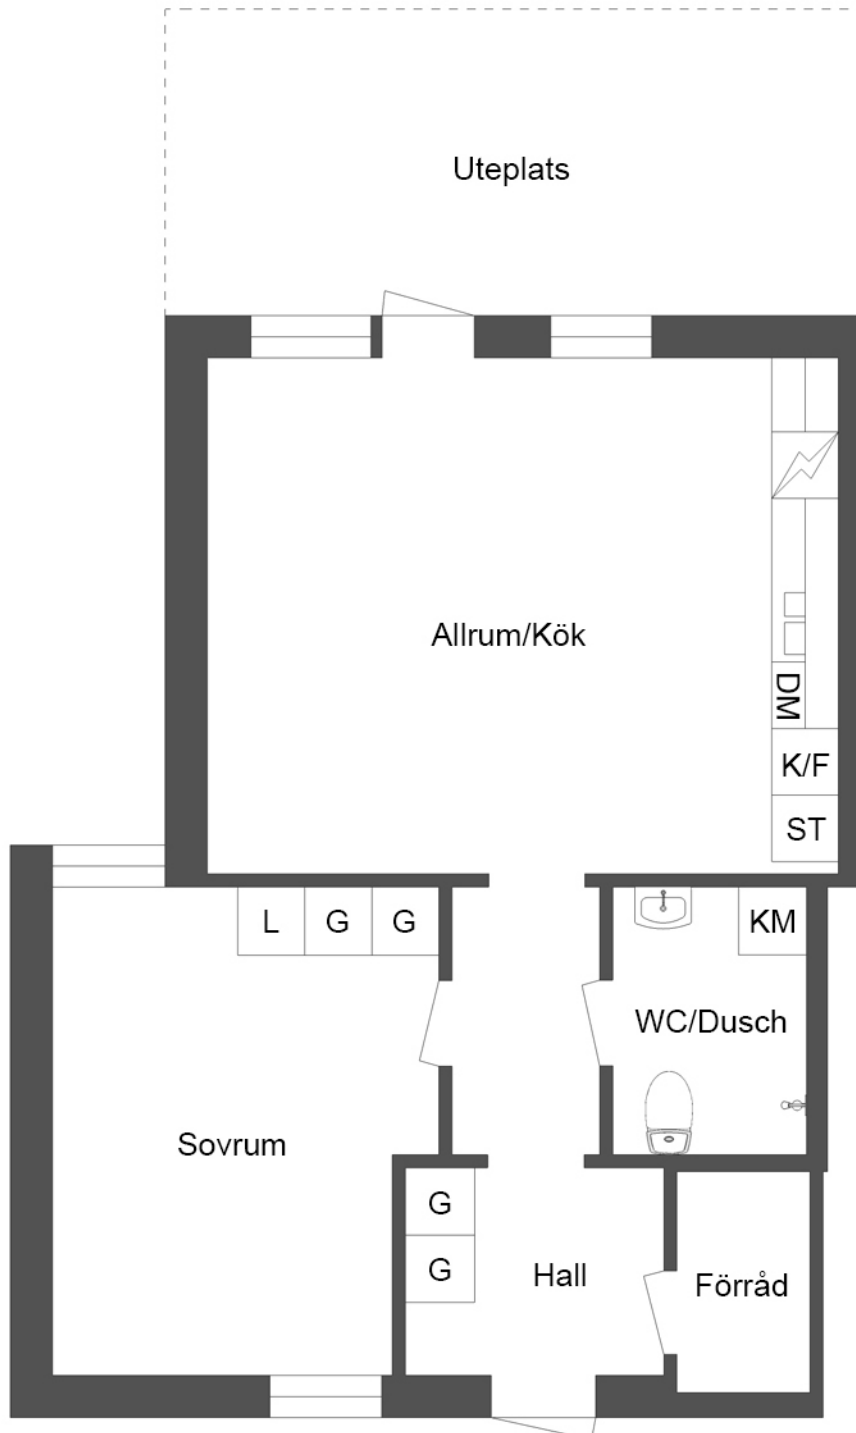 Uteplats
Allrum/Kök
DM
K/F
ST
L G G
KM
WC/Dusch
Sovrum
G
G
Hall
Förråd